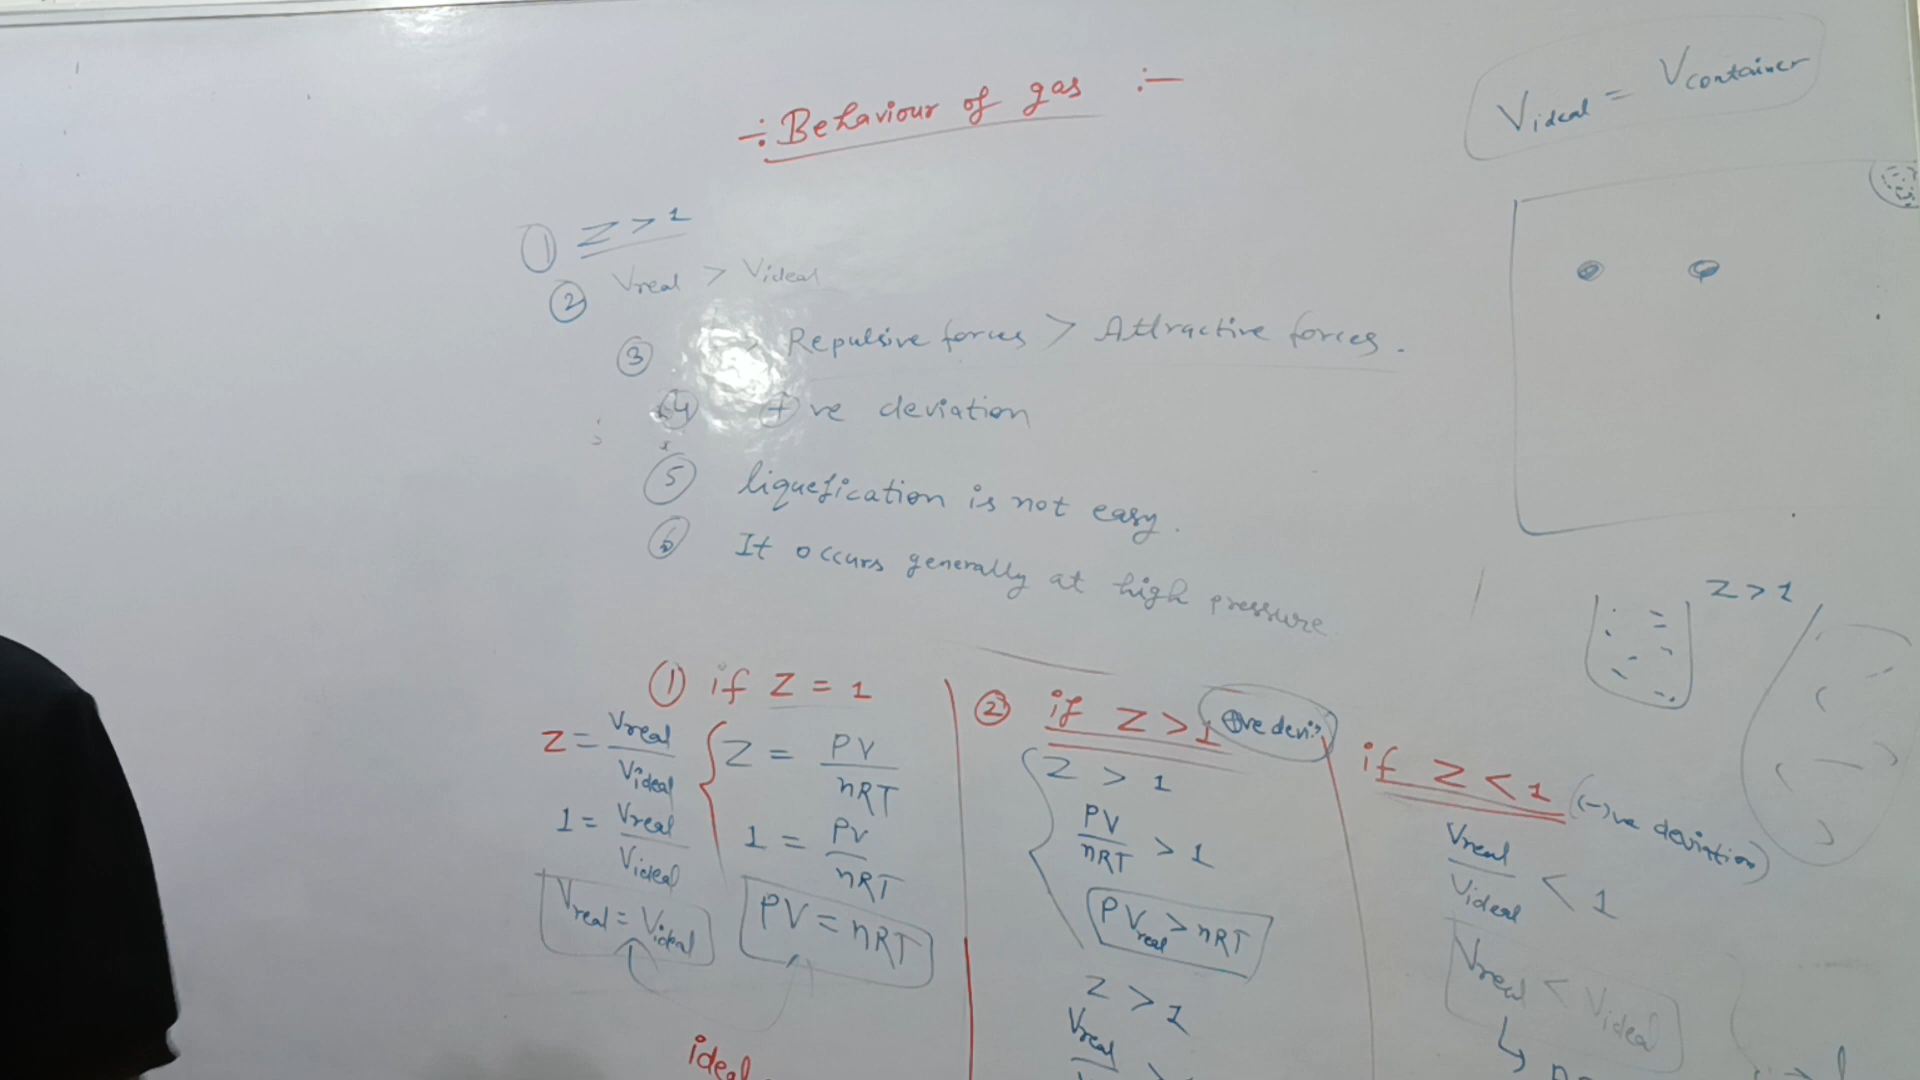 ÷ Behaviour of gas :-
Videal = Vcontainer
① Z > 1
② Vreal > Videal
③ → Repulsive forces > Attractive forces.
④ ⊕ve deviation
⑤ liquefication is not easy.
⑥ It occurs generally at high pressure
Z > 1
① if Z = 1
Z = Vreal / Videal
1 = Vreal / Videal
Vreal = Videal
Z = PV / nRT
1 = PV / nRT
PV = nRT
ideal
② if Z > 1 ⊕ve devi:
Z > 1
PV / nRT > 1
PVreal > nRT
Z > 1
Vreal
if Z < 1 (-)ve deviation)
Vreal / Videal < 1
Vreal < Videal